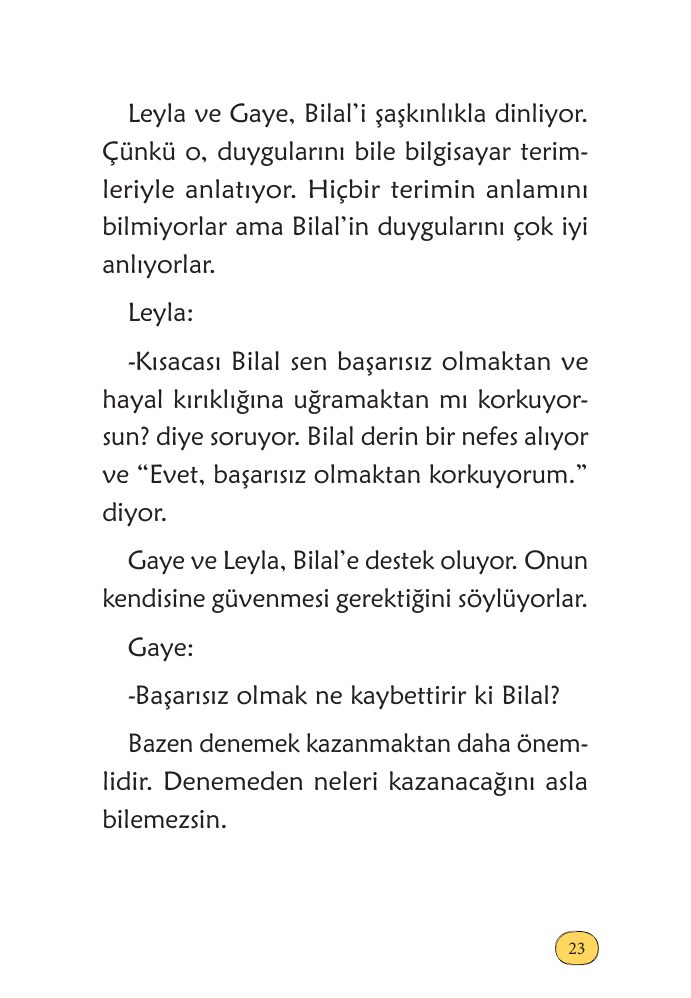 Leyla ve Gaye, Bilal’i şaşkınlıkla dinliyor.
Çünkü o, duygularını bile bilgisayar terim-
leriyle anlatıyor. Hiçbir terimin anlamını
bilmiyorlar ama Bilal’in duygularını çok iyi
anlıyorlar.
Leyla:
-Kısacası Bilal sen başarısız olmaktan ve
hayal kırıklığına uğramaktan mı korkuyor-
sun? diye soruyor. Bilal derin bir nefes alıyor
ve “Evet, başarısız olmaktan korkuyorum.”
diyor.
Gaye ve Leyla, Bilal’e destek oluyor. Onun
kendisine güvenmesi gerektiğini söylüyorlar.
Gaye:
-Başarısız olmak ne kaybettirir ki Bilal?
Bazen denemek kazanmaktan daha önem-
lidir. Denemeden neleri kazanacağını asla
bilemezsin.
23